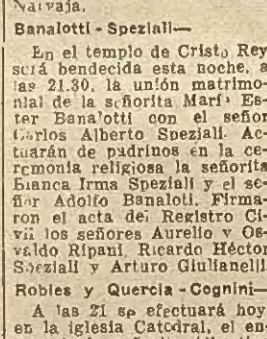 Narvaja.
Banalotti - Speziali—
En el templo de Cristo Rey
será bendecida esta noche, a
las 21.30, la unión matrimo-
nial de la señorita María Es-
ter Banalotti con el señor
Carlos Alberto Speziali. Ac-
tuarán de padrinos en la ce-
remonia religiosa la señorita
Bianca Irma Speziali y el se-
ñor Adolfo Banaloti. Firma-
ron el acta del Registro Ci-
vil los señores Aurelio y Os-
valdo Ripani, Ricardo Héctor
Speziali y Arturo Giulianelli
Robles y Quercia - Cognini—
A las 21 se efectuará hoy
en la iglesia Catedral, el en-